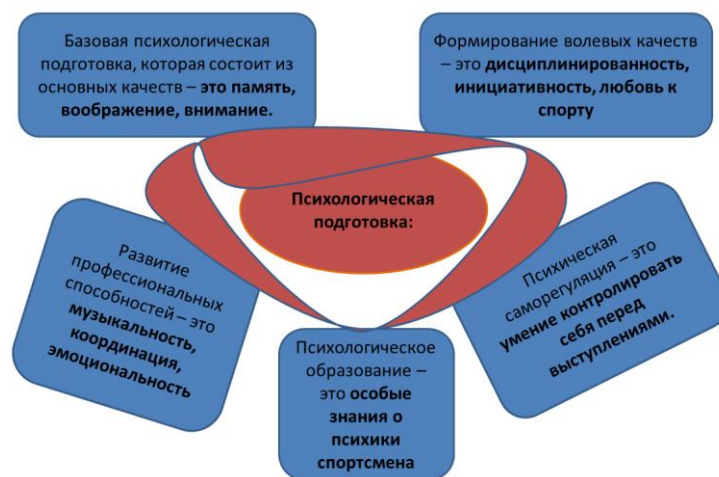 Базовая психологическая
подготовка, которая состоит из
основных качеств – это память,
воображение, внимание.
Формирование волевых качеств
– это дисциплинированность,
инициативность, любовь к
спорту
Психологическая
подготовка:
Развитие
профессиональных
способностей – это
музыкальность,
координация,
эмоциональность
Психологическое
образование –
это особые
знания о
психики
спортсмена
Психическая
саморегуляция – это
умение контролировать
себя перед
выступлениями.